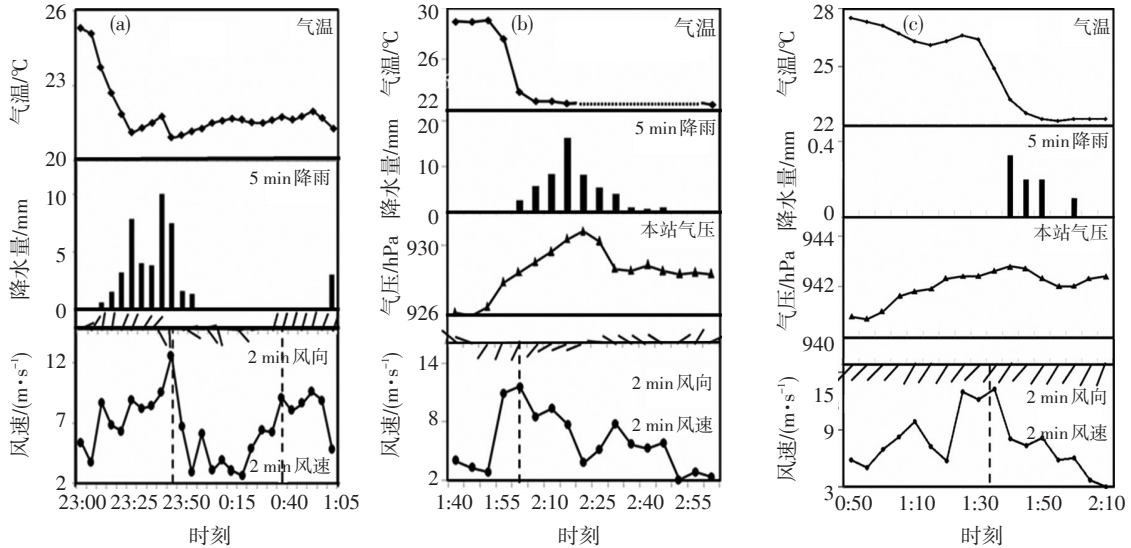 (a)
气温
气温/℃
26
23
20
5 min降雨
降水量/mm
10
5
0
2 min风向
2 min风速
风速/(m·s⁻¹)
12
7
2
23:00 23:25 23:50 0:15 0:40 1:05
时刻
(b)
气温
气温/℃
30
26
22
5 min降雨
降水量/mm
20
10
0
本站气压
气压/hPa
930
926
2 min风向
2 min风速
风速/(m·s⁻¹)
14
8
2
1:40 1:55 2:10 2:25 2:40 2:55
时刻
(c)
气温
气温/℃
28
25
22
5 min降雨
降水量/mm
0.4
0
本站气压
气压/hPa
944
942
940
2 min风向
2 min风速
风速/(m·s⁻¹)
15
9
3
0:50 1:10 1:30 1:50 2:10
时刻